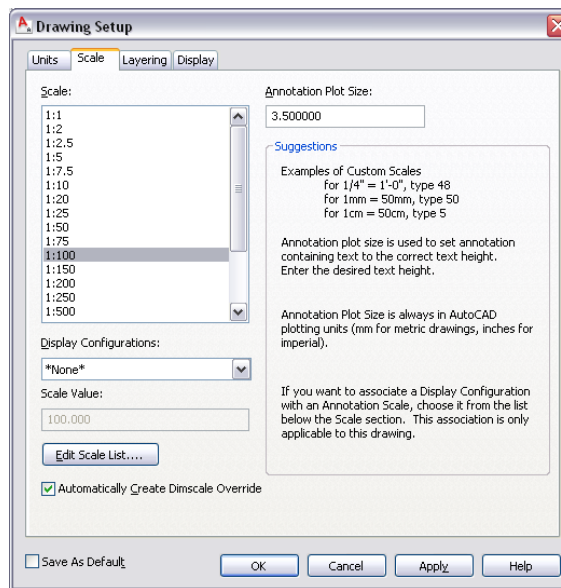 Drawing Setup
Units Scale Layering Display
Scale:
1:1
1:2
1:2.5
1:5
1:7.5
1:10
1:20
1:25
1:50
1:75
1:100
1:150
1:200
1:250
1:500
Display Configurations:
*None*
Scale Value:
100.000
Edit Scale List....
Automatically Create Dimscale Override
Annotation Plot Size:
3.500000
Suggestions
Examples of Custom Scales
for 1/4" = 1'-0", type 48
for 1mm = 50mm, type 50
for 1cm = 50cm, type 5
Annotation plot size is used to set annotation
containing text to the correct text height.
Enter the desired text height.
Annotation Plot Size is always in AutoCAD
plotting units (mm for metric drawings, inches for
imperial).
If you want to associate a Display Configuration
with an Annotation Scale, choose it from the list
below the Scale section. This association is only
applicable to this drawing.
Save As Default
OK Cancel Apply Help